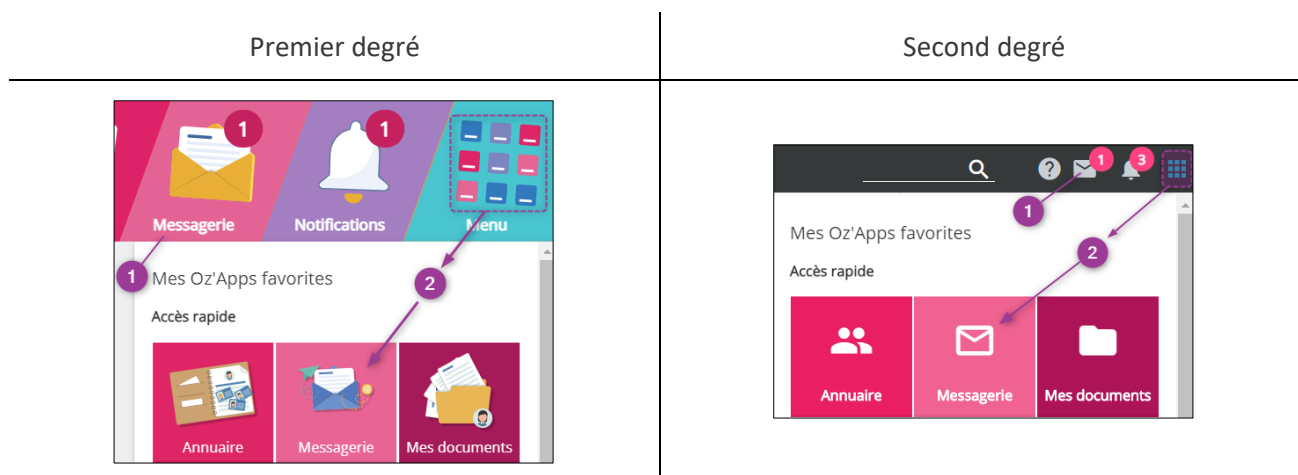 Premier degré
1
1
Messagerie
Notifications
Menu
1
Mes Oz'Apps favorites
2
Accès rapide
Annuaire
Messagerie
Mes documents
Second degré
?
1
3
1
Mes Oz'Apps favorites
2
Accès rapide
Annuaire
Messagerie
Mes documents